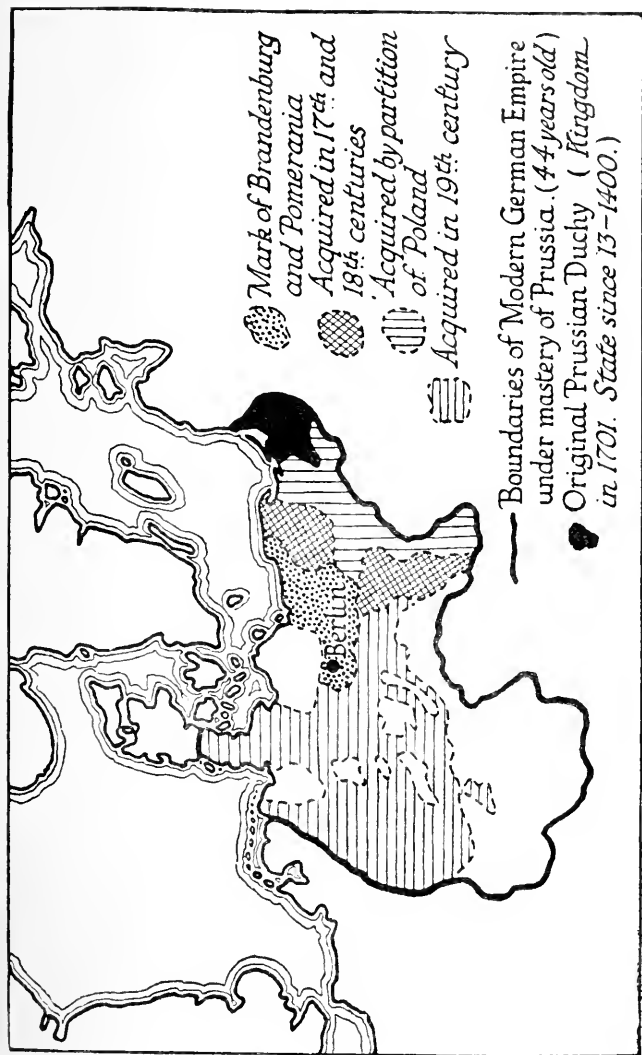 Mark of Brandenburg
and Pomerania
Acquired in 17th and
18th centuries
Acquired by partition
of Poland
Acquired in 19th century
Boundaries of Modern German Empire
under mastery of Prussia. (44 years old)
Original Prussian Duchy ( Kingdom
in 1701. State since 13-1400.)
Berlin